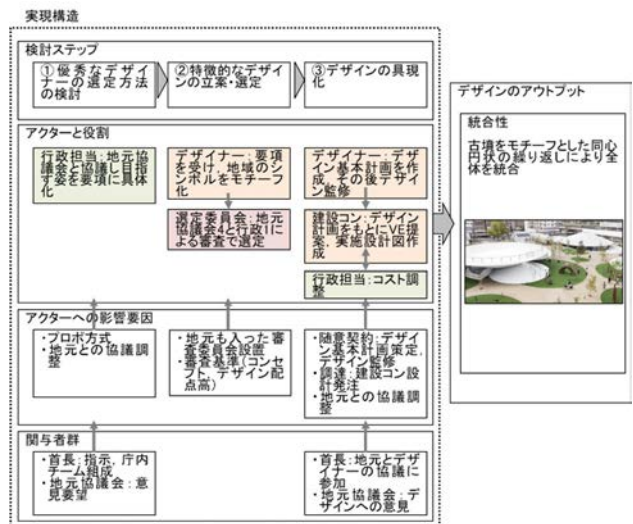 実現構造
検討ステップ
①優秀なデザイ
ナーの選定方法
の検討
②特徴的なデザイ
ンの立案・選定
③デザインの具現
化
アクターと役割
行政担当:地元協
議会と協議し目指
す姿を要項に具体
化
デザイナー:要項
を受け,地域のシ
ンボルをモチーフ
化
選定委員会:地元
協議会4と行政1に
よる審査で選定
デザイナー:デザ
イン基本計画を作
成,その後デザイ
ン監修
建設コン:デザイン
計画をもとにVE提
案,実施設計図作
成
行政担当:コスト調
整
アクターへの影響要因
・プロポ方式
・地元との協議調
整
・地元も入った審
査委員会設置
・審査基準(コンセ
プト,デザイン配
点高)
・随意契約:デザイ
ン基本計画策定,
デザイン監修
・調達:建設コン設
計発注
・地元との協議調
整
関与者群
・首長:指示,庁内
チーム組成
・地元協議会:意
見要望
・首長:地元とデザ
イナーの協議に
参加
・地元協議会:デ
ザインへの意見
デザインのアウトプット
統合性
古墳をモチーフとした同心
円状の繰り返しにより全
体を統合